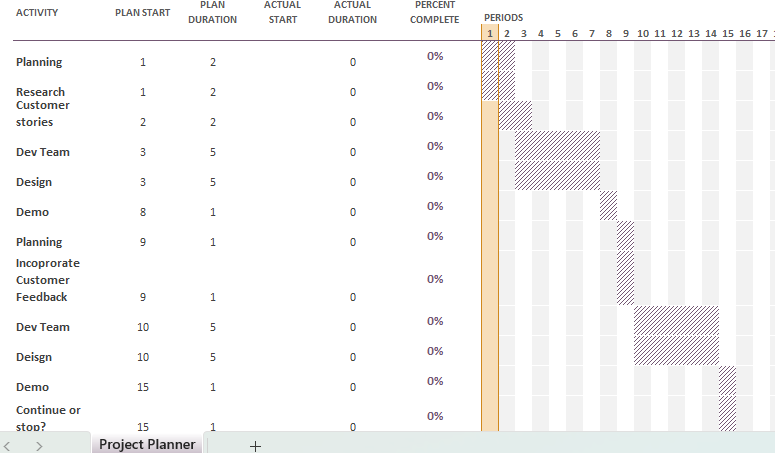 ACTIVITY PLAN START PLAN DURATION ACTUAL START ACTUAL DURATION PERCENT COMPLETE PERIODS
1 2 3 4 5 6 7 8 9 10 11 12 13 14 15 16 17
Planning 1 2 0 0%
Research 1 2 0 0%
Customer
stories 2 2 0 0%
Dev Team 3 5 0 0%
Design 3 5 0 0%
Demo 8 1 0 0%
Planning 9 1 0 0%
Incoprorate
Customer
Feedback 9 1 0 0%
Dev Team 10 5 0 0%
Deisgn 10 5 0 0%
Demo 15 1 0 0%
Continue or
stop? 15 1 0 0%
Project Planner